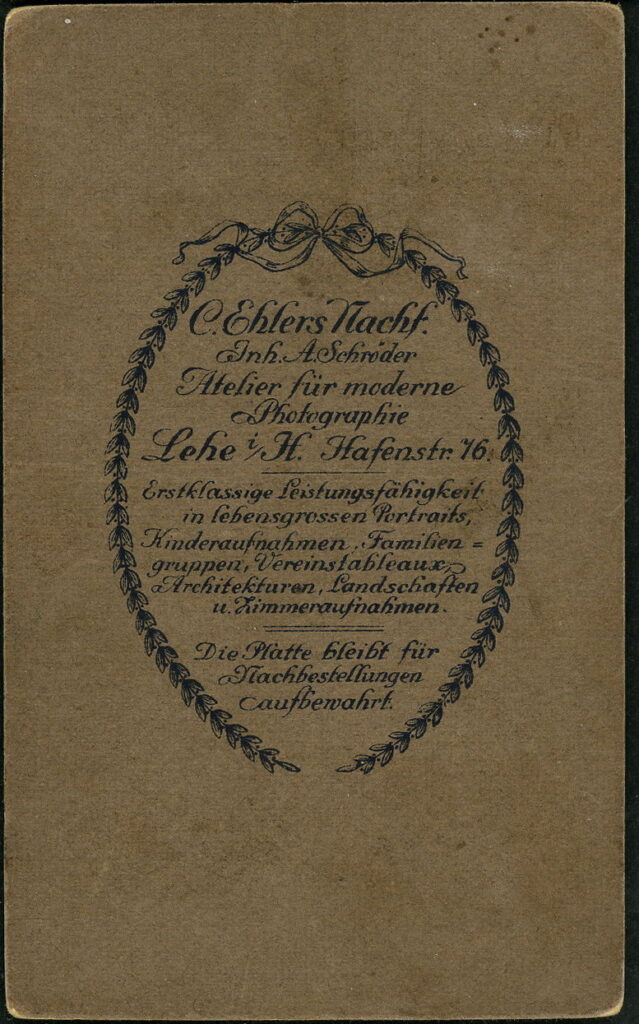 C. Ehlers Nachf.
Inh. A. Schröder
Atelier für moderne
Photographie
Lehe i/H. Hafenstr. 76.
Erstklassige Leistungsfähigkeit
in lebensgrossen Portraits,
Kinderaufnahmen, Familien=
gruppen, Vereinstableaux,
Architekturen, Landschaften
u. Zimmeraufnahmen.
Die Platte bleibt für
Nachbestellungen
aufbewahrt.